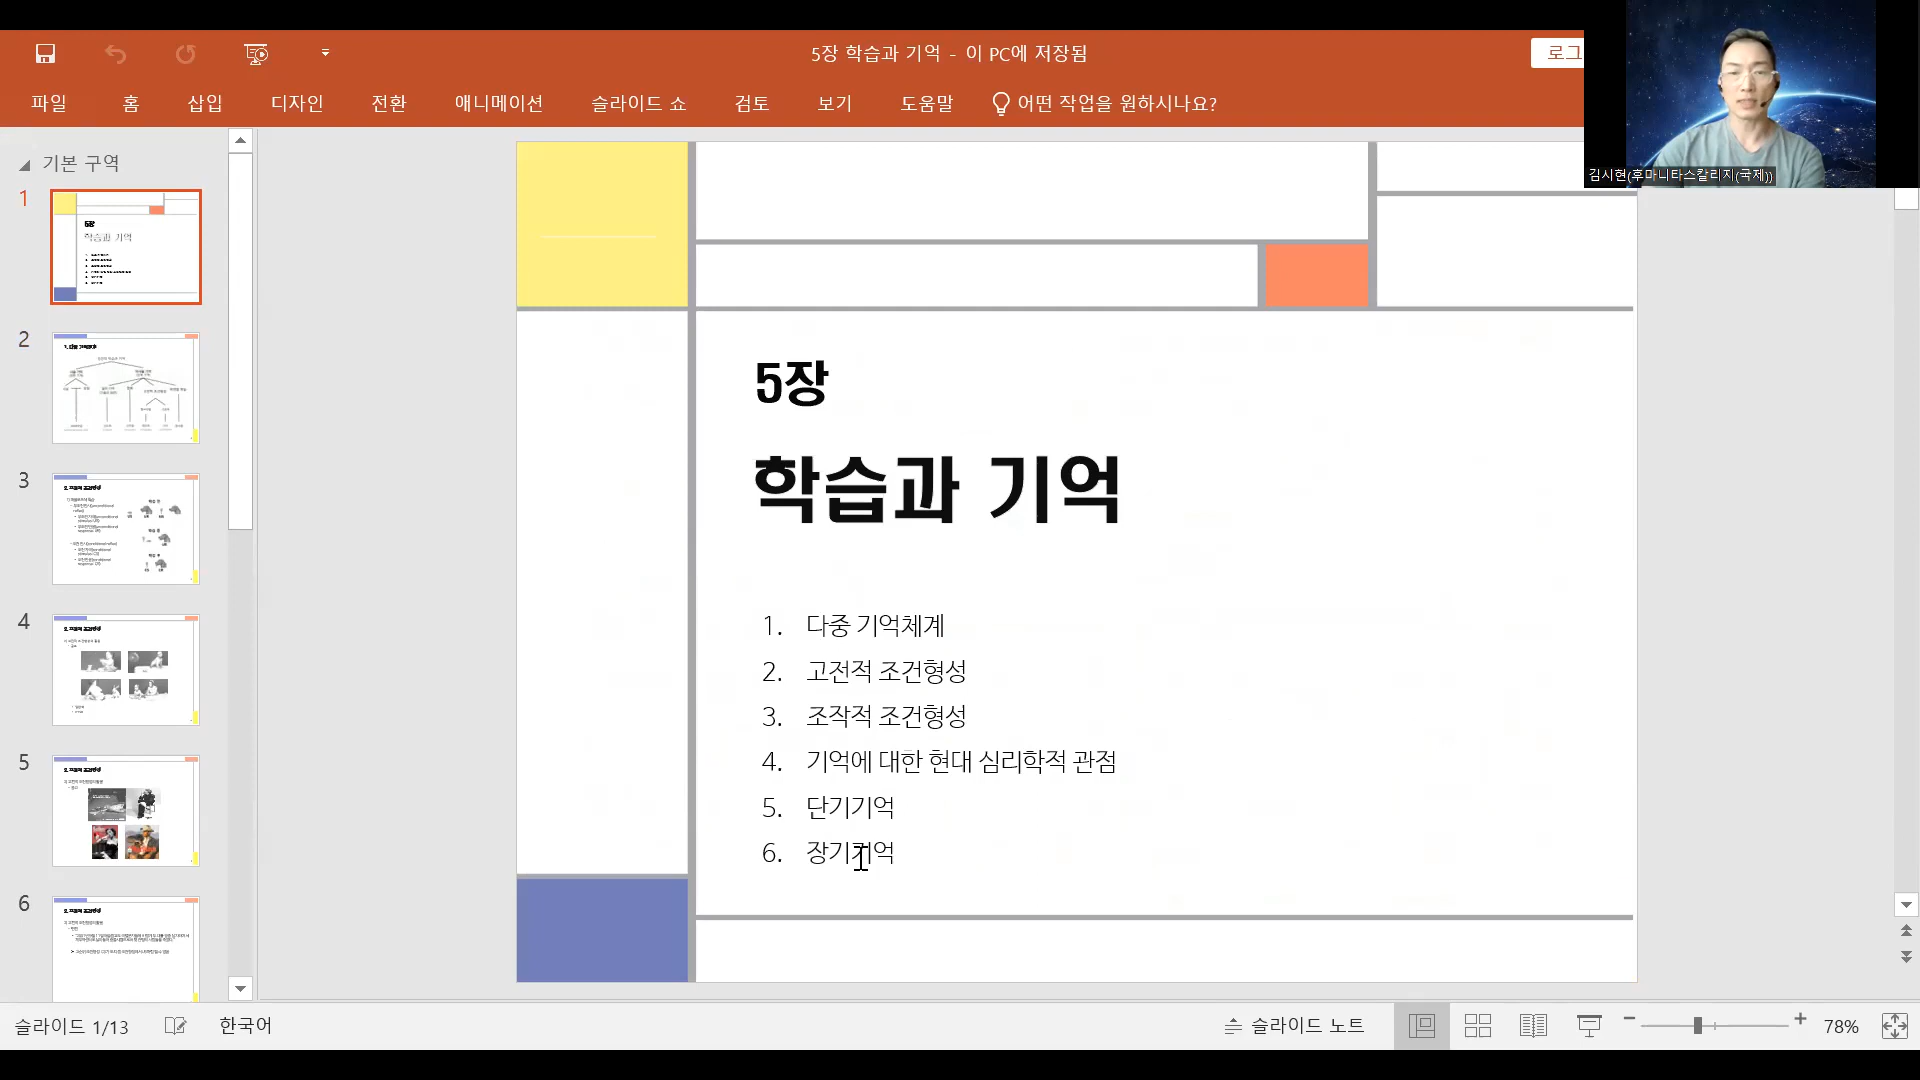 5장 학습과 기억 - 이 PC에 저장됨
로그
파일 홈 삽입 디자인 전환 애니메이션 슬라이드 쇼 검토 보기 도움말 어떤 작업을 원하시나요?
김시현(후마니타스칼리지(국제))
기본 구역
1
5장
학습과 기억
2
3
4
5
6
5장
학습과 기억
1. 다중 기억체계
2. 고전적 조건형성
3. 조작적 조건형성
4. 기억에 대한 현대 심리학적 관점
5. 단기기억
6. 장기기억
슬라이드 1/13 한국어 슬라이드 노트 78%